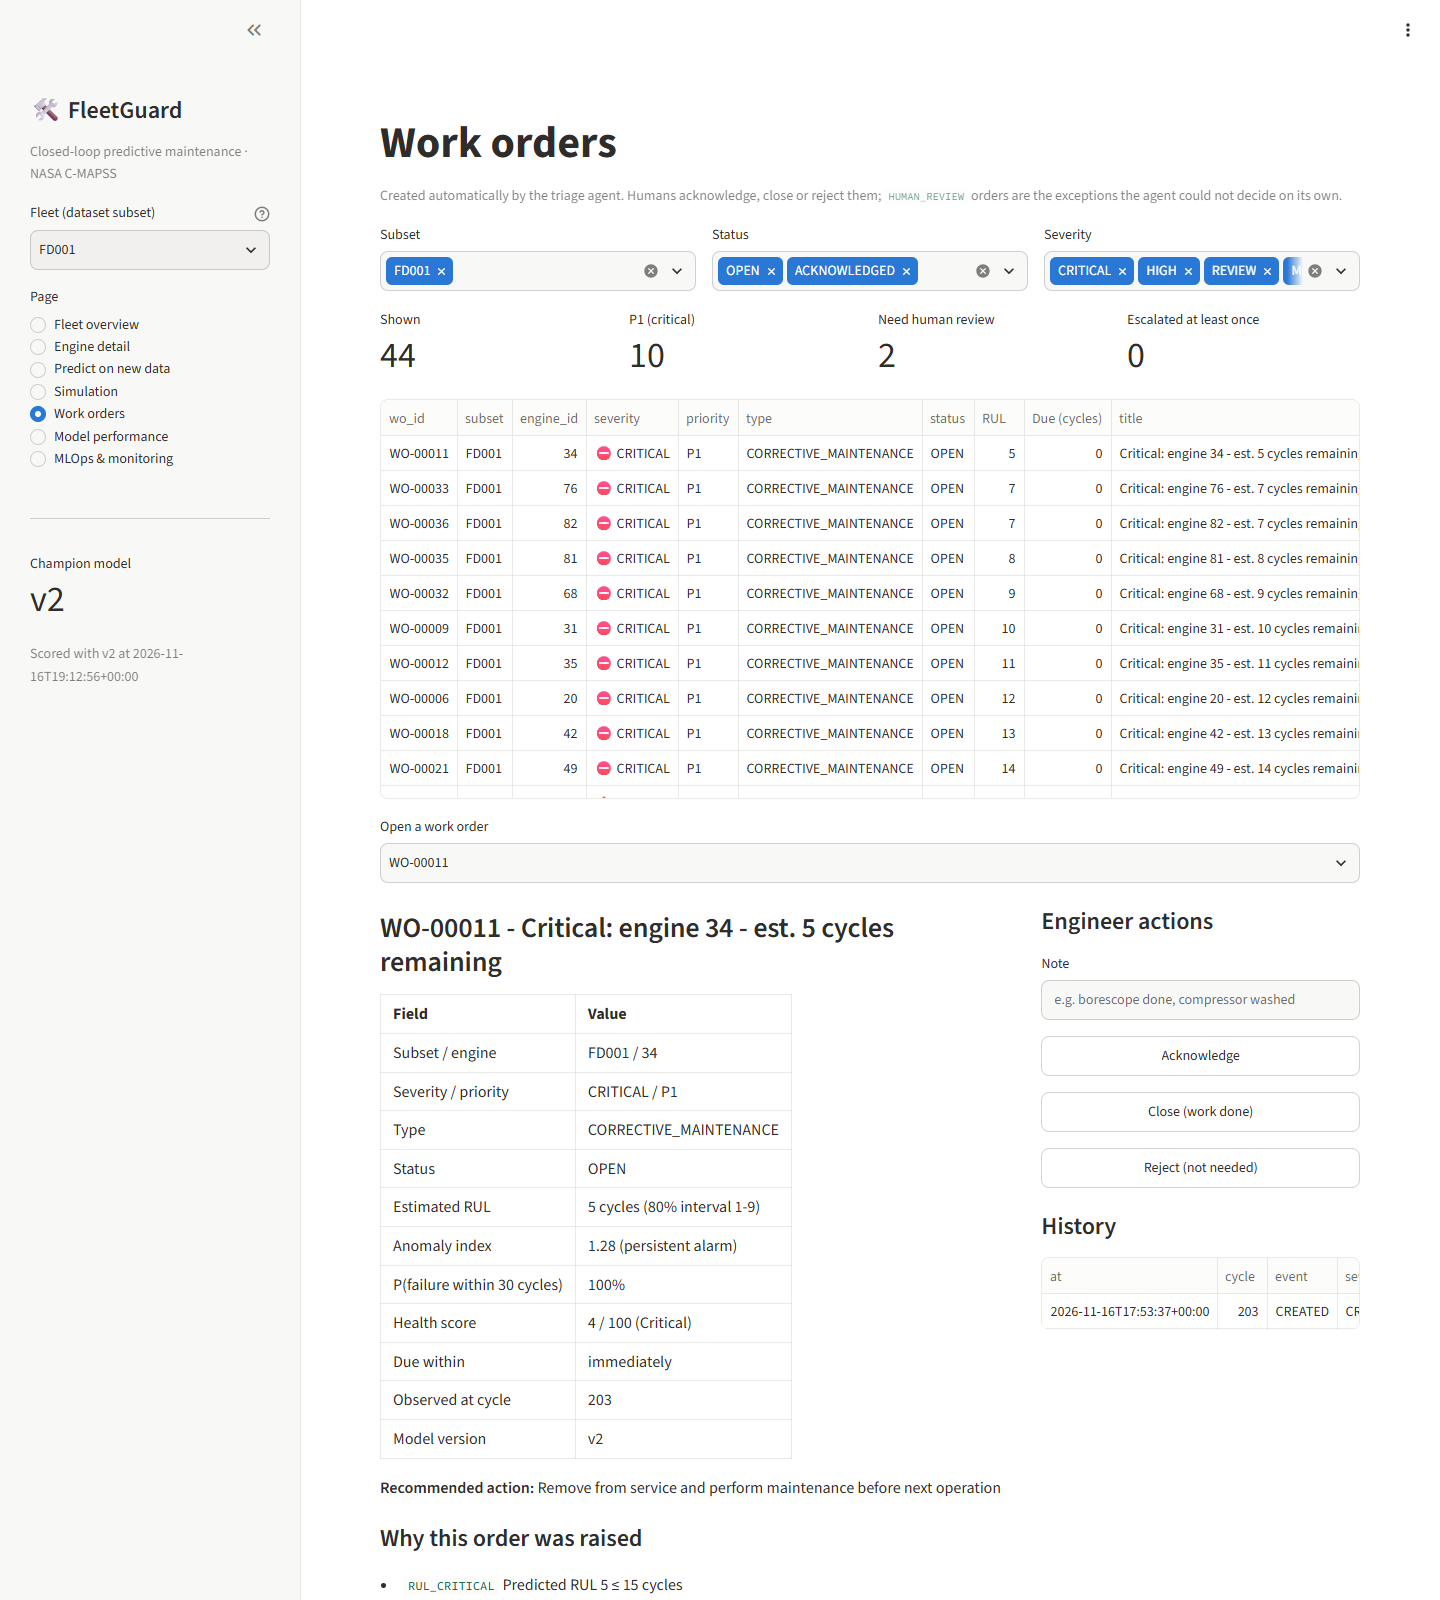 FleetGuard
Closed-loop predictive maintenance ·
NASA C-MAPSS
Fleet (dataset subset)
FD001
Page
Fleet overview
Engine detail
Predict on new data
Simulation
Work orders
Model performance
MLOps & monitoring
Champion model
v2
Scored with v2 at 2026-11-
16T19:12:56+00:00
Work orders
Created automatically by the triage agent. Humans acknowledge, close or reject them; HUMAN_REVIEW orders are the exceptions the agent could not decide on its own.
Subset Status Severity
FD001 OPEN ACKNOWLEDGED CRITICAL HIGH REVIEW
Shown P1 (critical) Need human review Escalated at least once
44 10 2 0
wo_id subset engine_id severity priority type status RUL Due (cycles) title
WO-00011 FD001 34 CRITICAL P1 CORRECTIVE_MAINTENANCE OPEN 5 0 Critical: engine 34 - est. 5 cycles remainin
WO-00033 FD001 76 CRITICAL P1 CORRECTIVE_MAINTENANCE OPEN 7 0 Critical: engine 76 - est. 7 cycles remainin
WO-00036 FD001 82 CRITICAL P1 CORRECTIVE_MAINTENANCE OPEN 7 0 Critical: engine 82 - est. 7 cycles remainin
WO-00035 FD001 81 CRITICAL P1 CORRECTIVE_MAINTENANCE OPEN 8 0 Critical: engine 81 - est. 8 cycles remainin
WO-00032 FD001 68 CRITICAL P1 CORRECTIVE_MAINTENANCE OPEN 9 0 Critical: engine 68 - est. 9 cycles remainin
WO-00009 FD001 31 CRITICAL P1 CORRECTIVE_MAINTENANCE OPEN 10 0 Critical: engine 31 - est. 10 cycles remaini
WO-00012 FD001 35 CRITICAL P1 CORRECTIVE_MAINTENANCE OPEN 11 0 Critical: engine 35 - est. 11 cycles remaini
WO-00006 FD001 20 CRITICAL P1 CORRECTIVE_MAINTENANCE OPEN 12 0 Critical: engine 20 - est. 12 cycles remaini
WO-00018 FD001 42 CRITICAL P1 CORRECTIVE_MAINTENANCE OPEN 13 0 Critical: engine 42 - est. 13 cycles remaini
WO-00021 FD001 49 CRITICAL P1 CORRECTIVE_MAINTENANCE OPEN 14 0 Critical: engine 49 - est. 14 cycles remaini
Open a work order
WO-00011
WO-00011 - Critical: engine 34 - est. 5 cycles
remaining
Field Value
Subset / engine FD001 / 34
Severity / priority CRITICAL / P1
Type CORRECTIVE_MAINTENANCE
Status OPEN
Estimated RUL 5 cycles (80% interval 1-9)
Anomaly index 1.28 (persistent alarm)
P(failure within 30 cycles) 100%
Health score 4 / 100 (Critical)
Due within immediately
Observed at cycle 203
Model version v2
Recommended action: Remove from service and perform maintenance before next operation
Why this order was raised
• RUL_CRITICAL Predicted RUL 5 ≤ 15 cycles
Engineer actions
Note
e.g. borescope done, compressor washed
Acknowledge
Close (work done)
Reject (not needed)
History
at cycle event se
2026-11-16T17:53:37+00:00 203 CREATED CR